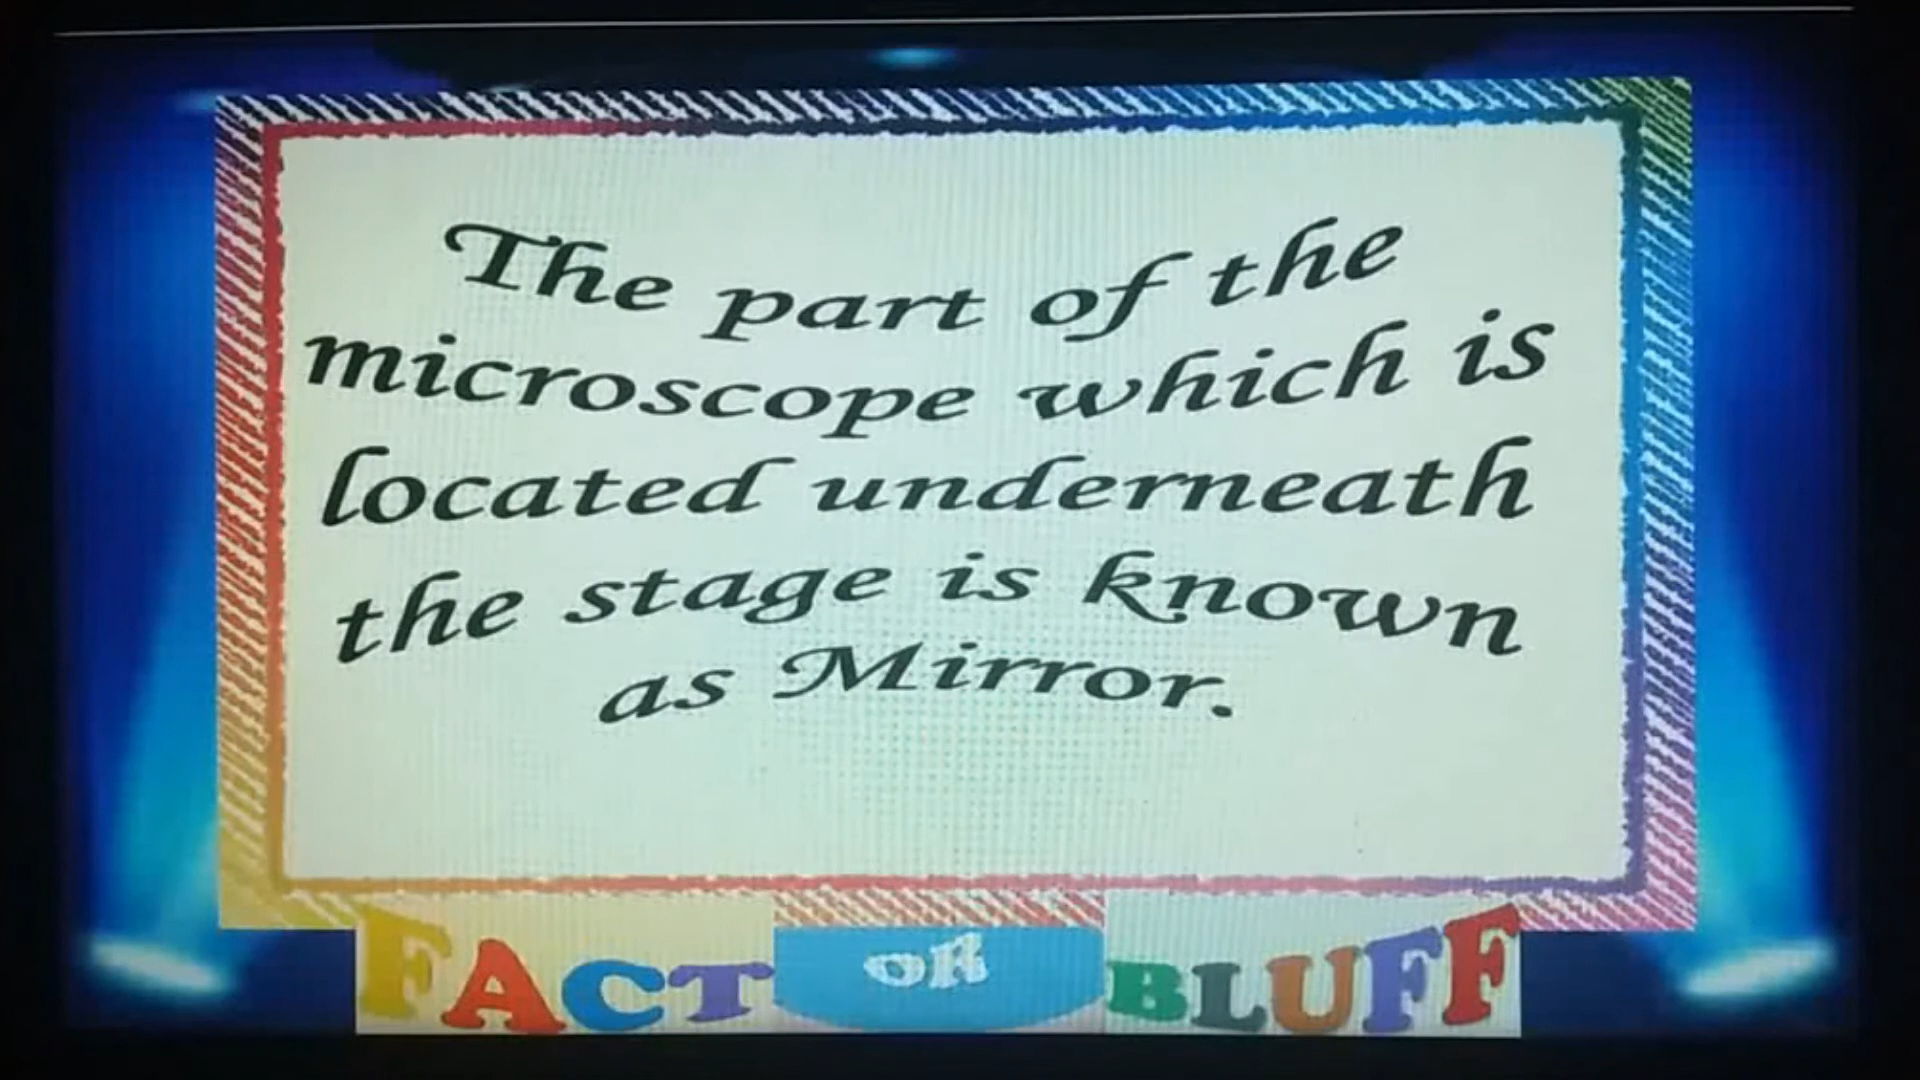 The part of the
microscope which is
located underneath
the stage is known
as Mirror.
FACT OR BLUFF